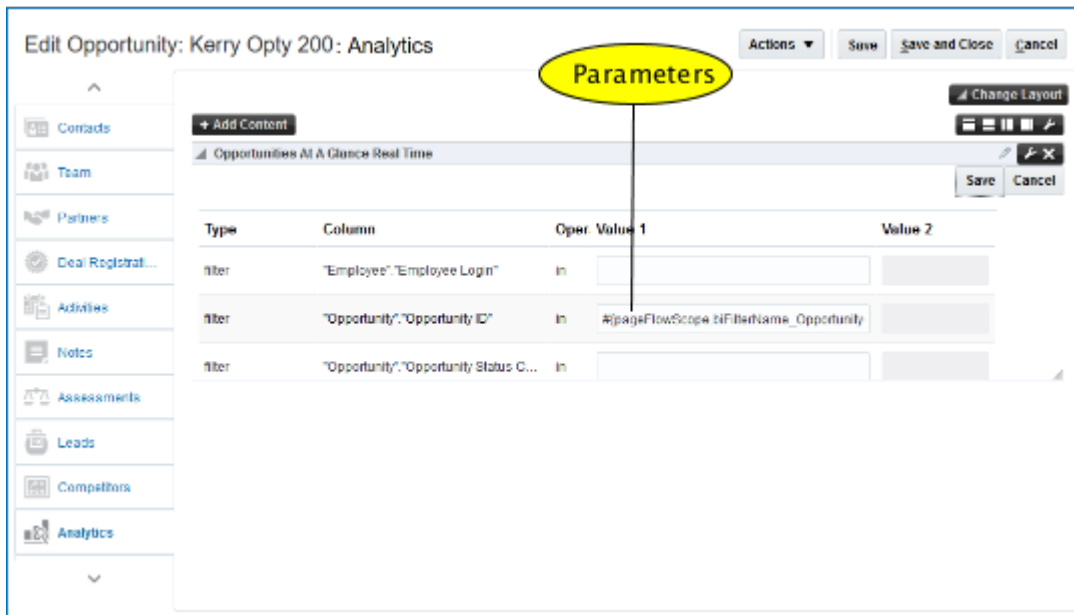 Edit Opportunity: Kerry Opty 200: Analytics
Actions Save Save and Close Cancel
Parameters
Change Layout
Contacts
+ Add Content
Opportunities At A Glance Real Time
Team
Save Cancel
Partners
Type Column Oper Value 1 Value 2
Deal Registrati...
filter "Employee"."Employee Login" in
Activities
filter "Opportunity"."Opportunity ID" in #{pageFlowScope.biFilterName_Opportunity
Notes
filter "Opportunity"."Opportunity Status C... in
Assessments
Leads
Competitors
Analytics